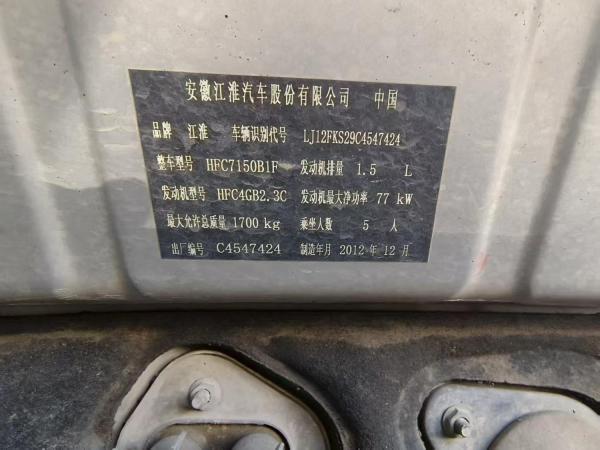 安徽江淮汽车股份有限公司 中国
品牌 江淮 车辆识别代号 LJ12FKS29C4547424
整车型号 HFC7150B1F 发动机排量 1.5 L
发动机型号 HFC4GB2.3C 发动机最大净功率 77 kW
最大允许总质量 1700 kg 乘坐人数 5 人
出厂编号 C4547424 制造年月 2012 年 12 月